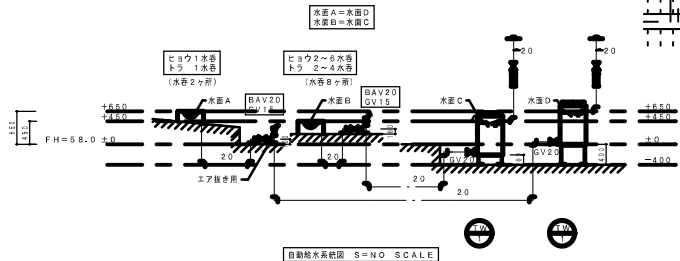 水面A=水面D
水面B=水面C
ヒョウ1水呑
トラ 1水呑
(水呑2ヶ所)
ヒョウ2~6水呑
トラ 2~4水呑
(水呑8ヶ所)
20
20
BAV20
GV15
BAV20
GV15
水面A
水面B
水面C
水面D
+650
+450
+650
+450
650
450
FH=58.0 ±0
±0
GV20
GV20
400
-400
20
20
エア抜き用
20
20
TW
TW
自動給水系統図 S=NO SCALE